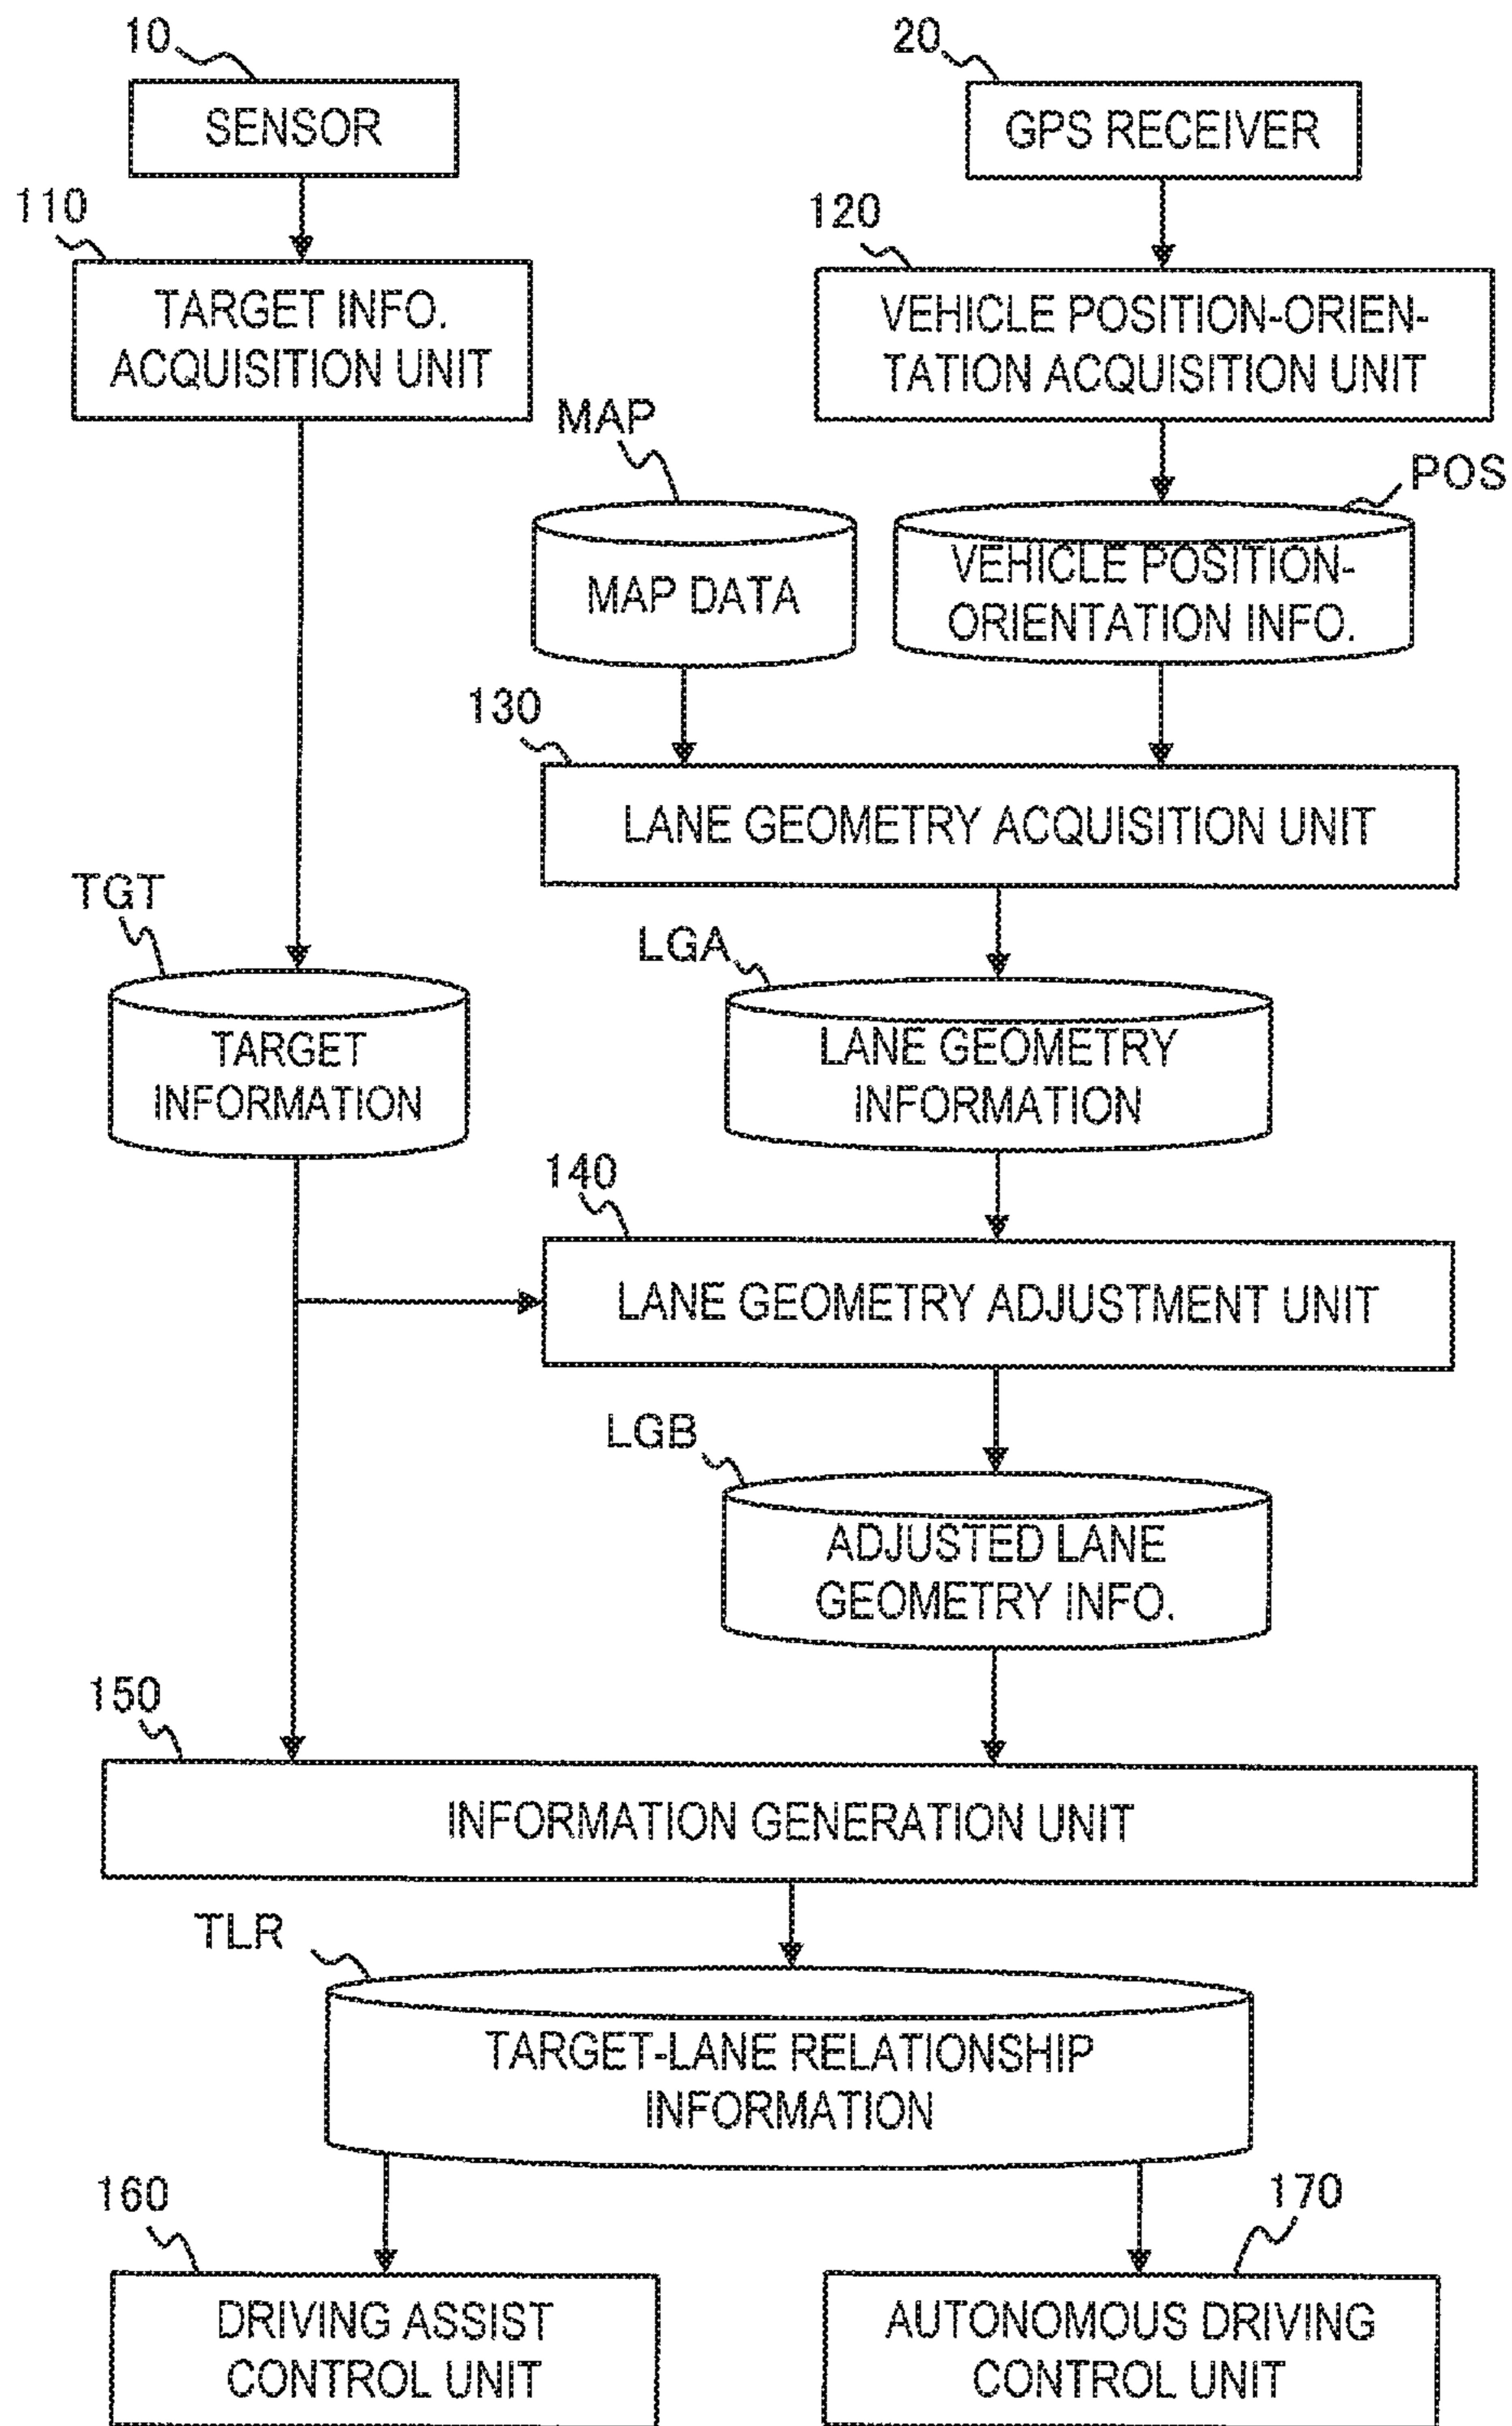 10
20
SENSOR
GPS RECEIVER
110
120
TARGET INFO.
ACQUISITION UNIT
VEHICLE POSITION-ORIEN-
TATION ACQUISITION UNIT
MAP
POS
MAP DATA
VEHICLE POSITION-
ORIENTATION INFO.
130
LANE GEOMETRY ACQUISITION UNIT
TGT
LGA
TARGET
INFORMATION
LANE GEOMETRY
INFORMATION
140
LANE GEOMETRY ADJUSTMENT UNIT
LGB
ADJUSTED LANE
GEOMETRY INFO.
150
INFORMATION GENERATION UNIT
TLR
TARGET-LANE RELATIONSHIP
INFORMATION
160
170
DRIVING ASSIST
CONTROL UNIT
AUTONOMOUS DRIVING
CONTROL UNIT